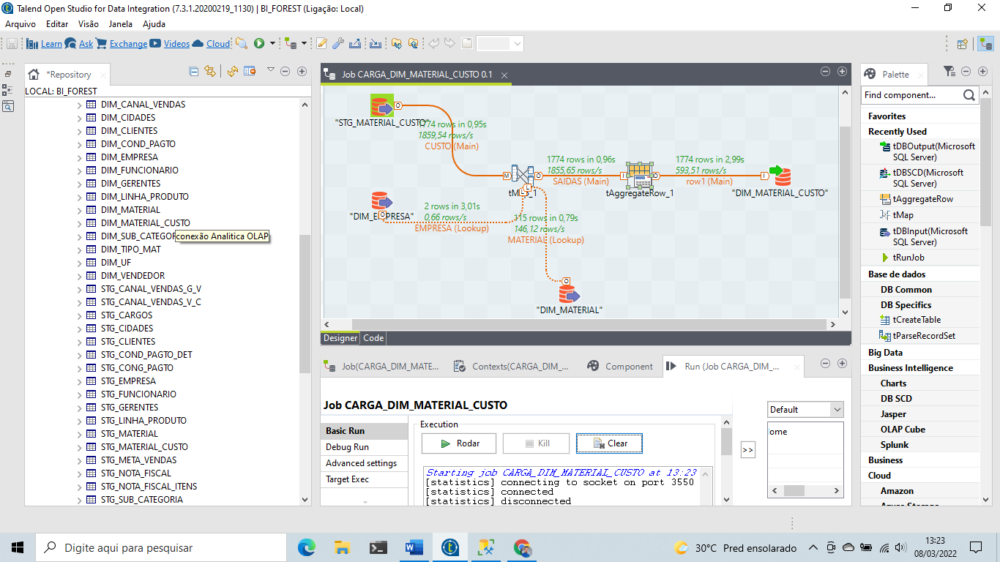 Talend Open Studio for Data Integration (7.3.1.20200219_1130) | BI_FOREST (Ligação: Local)
Arquivo Editar Visão Janela Ajuda
Learn Ask Exchange Videos Cloud
*Repository
LOCAL: BI_FOREST
DIM_CANAL_VENDAS
DIM_CIDADES
DIM_CLIENTES
DIM_COND_PAGTO
DIM_EMPRESA
DIM_FUNCIONARIO
DIM_GERENTES
DIM_LINHA_PRODUTO
DIM_MATERIAL
DIM_MATERIAL_CUSTO
DIM_SUB_CATEGOR
conexão Analitica OLAP
DIM_TIPO_MAT
DIM_UF
DIM_VENDEDOR
STG_CANAL_VENDAS_G_V
STG_CANAL_VENDAS_V_C
STG_CARGOS
STG_CIDADES
STG_CLIENTES
STG_COND_PAGTO_DET
STG_CONG_PAGTO
STG_EMPRESA
STG_FUNCIONARIO
STG_GERENTES
STG_LINHA_PRODUTO
STG_MATERIAL
STG_MATERIAL_CUSTO
STG_META_VENDAS
STG_NOTA_FISCAL
STG_NOTA_FISCAL_ITENS
STG_SUB_CATEGORIA
Job CARGA_DIM_MATERIAL_CUSTO 0.1
"STG_MATERIAL_CUSTO"
1774 rows in 0,95s
1859,54 rows/s
CUSTO (Main)
1774 rows in 0,96s
1855,65 rows/s
SAIDAS (Main)
1774 rows in 2,99s
593,51 rows/s
row1 (Main)
tAggregateRow_1
"DIM_MATERIAL_CUSTO"
"DIM_EMPRESA"
2 rows in 3,01s
0,66 rows/s
EMPRESA (Lookup)
115 rows in 0,79s
146,12 rows/s
MATERIAL (Lookup)
"DIM_MATERIAL"
Designer Code
Job(CARGA_DIM_MATE... Contexts(CARGA_DIM_... Component Run (Job CARGA_DIM_...
Job CARGA_DIM_MATERIAL_CUSTO
Basic Run
Debug Run
Advanced settings
Target Exec
Execution
Rodar Kill Clear
Starting job CARGA_DIM_MATERIAL_CUSTO at 13:23
[statistics] connecting to socket on port 3550
[statistics] connected
[statistics] disconnected
>>
Default
ome
Palette
Find component...
Favorites
Recently Used
tDBOutput(Microsoft
SQL Server)
tDBSCD(Microsoft
SQL Server)
tAggregateRow
tMap
tDBInput(Microsoft
SQL Server)
tRunJob
Base de dados
DB Common
DB Specifics
tCreateTable
tParseRecordSet
Big Data
Business Intelligence
Charts
DB SCD
Jasper
OLAP Cube
Splunk
Business
Cloud
Amazon
Digite aqui para pesquisar
30°C Pred ensolarado
13:23
08/03/2022